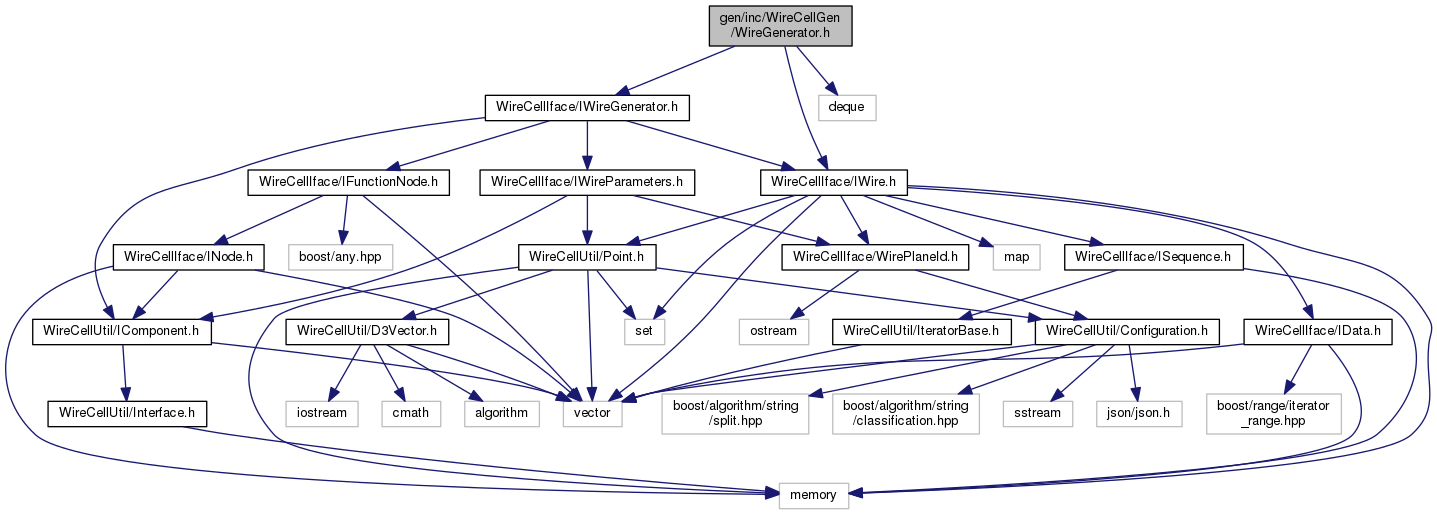 gen/inc/WireCellGen
/WireGenerator.h
WireCellIface/IWireGenerator.h
deque
WireCellIface/IFunctionNode.h
WireCellIface/IWireParameters.h
WireCellIface/IWire.h
WireCellIface/INode.h
boost/any.hpp
WireCellUtil/Point.h
WireCellIface/WirePlaneId.h
map
WireCellIface/ISequence.h
WireCellUtil/IComponent.h
WireCellUtil/D3Vector.h
set
ostream
WireCellUtil/IteratorBase.h
WireCellUtil/Configuration.h
WireCellIface/IData.h
WireCellUtil/Interface.h
iostream
cmath
algorithm
vector
boost/algorithm/string
/split.hpp
boost/algorithm/string
/classification.hpp
sstream
json/json.h
boost/range/iterator
_range.hpp
memory